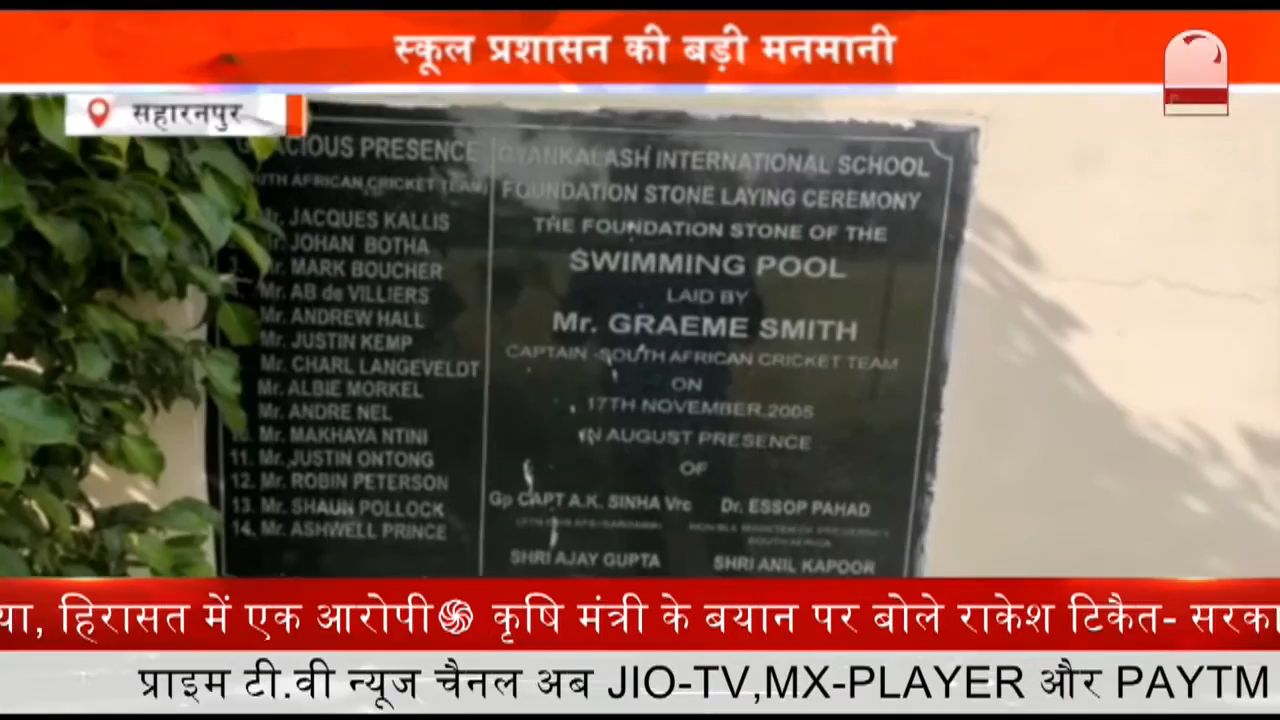 स्कूल प्रशासन की बड़ी मनमानी
सहारनपुर
ACIOUS PRESENCE
UTH AFRICAN CRICKET TEAM)
Mr. JACQUES KALLIS
Mr. JOHAN BOTHA
Mr. MARK BOUCHER
Mr. AB de VILLIERS
Mr. ANDREW HALL
Mr. JUSTIN KEMP
Mr. CHARL LANGEVELDT
Mr. ALBIE MORKEL
Mr. ANDRE NEL
10. Mr. MAKHAYA NTINI
11. Mr. JUSTIN ONTONG
12. Mr. ROBIN PETERSON
13. Mr. SHAUN POLLOCK
14. Mr. ASHWELL PRINCE
GYANKALASH INTERNATIONAL SCHOOL
FOUNDATION STONE LAYING CEREMONY
THE FOUNDATION STONE OF THE
SWIMMING POOL
LAID BY
Mr. GRAEME SMITH
CAPTAIN -SOUTH AFRICAN CRICKET TEAM
ON
17TH NOVEMBER,2005
IN AUGUST PRESENCE
OF
Gp CAPT A.K. SINHA Vrc Dr. ESSOP PAHAD
SOUTH AFRICA
SHRI AJAY GUPTA SHRI ANIL KAPOOR
या, हिरासत में एक आरोपी कृषि मंत्री के बयान पर बोले राकेश टिकैत- सरका
प्राइम टी.वी न्यूज चैनल अब JIO-TV,MX-PLAYER और PAYTM